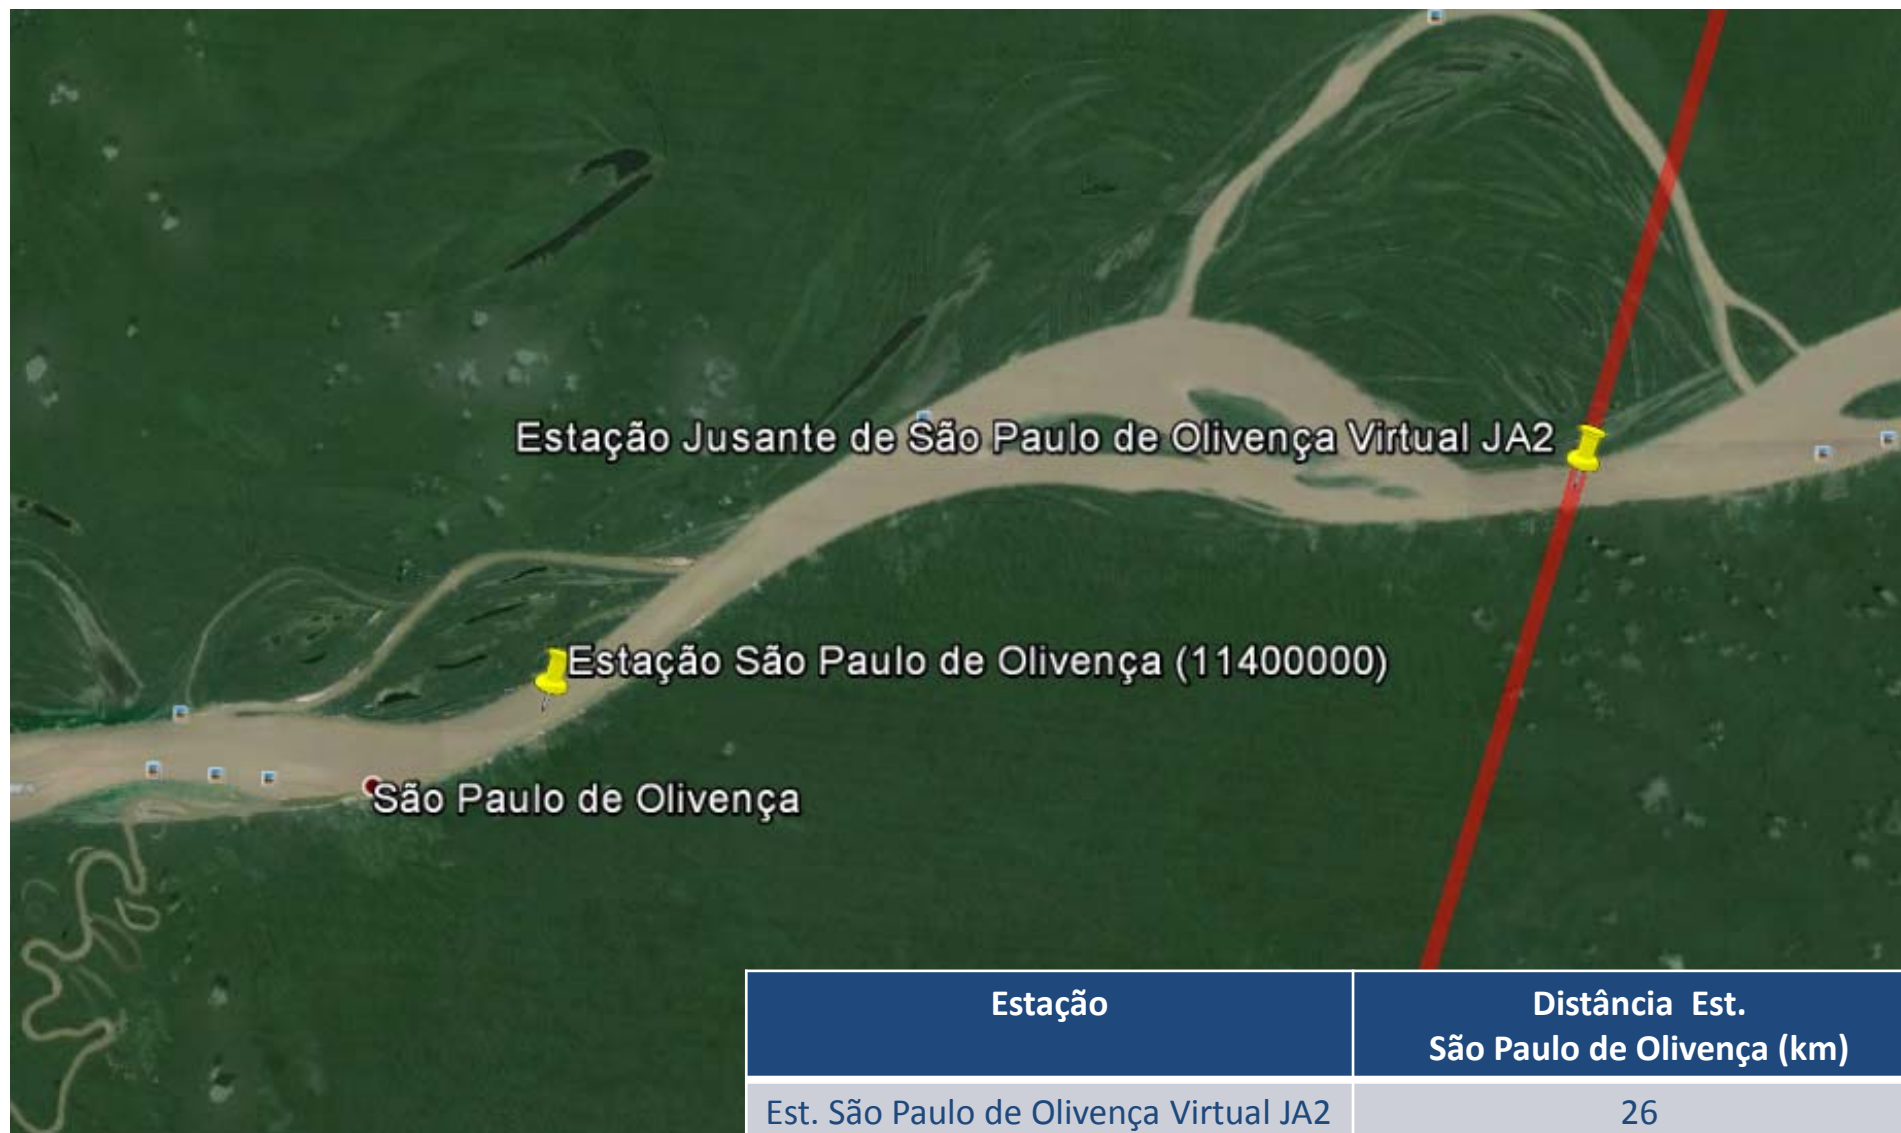 Estação Jusante de São Paulo de Olivença Virtual JA2
Estação São Paulo de Olivença (11400000)
São Paulo de Olivença
Estação
Distância Est.
São Paulo de Olivença (km)
Est. São Paulo de Olivença Virtual JA2
26